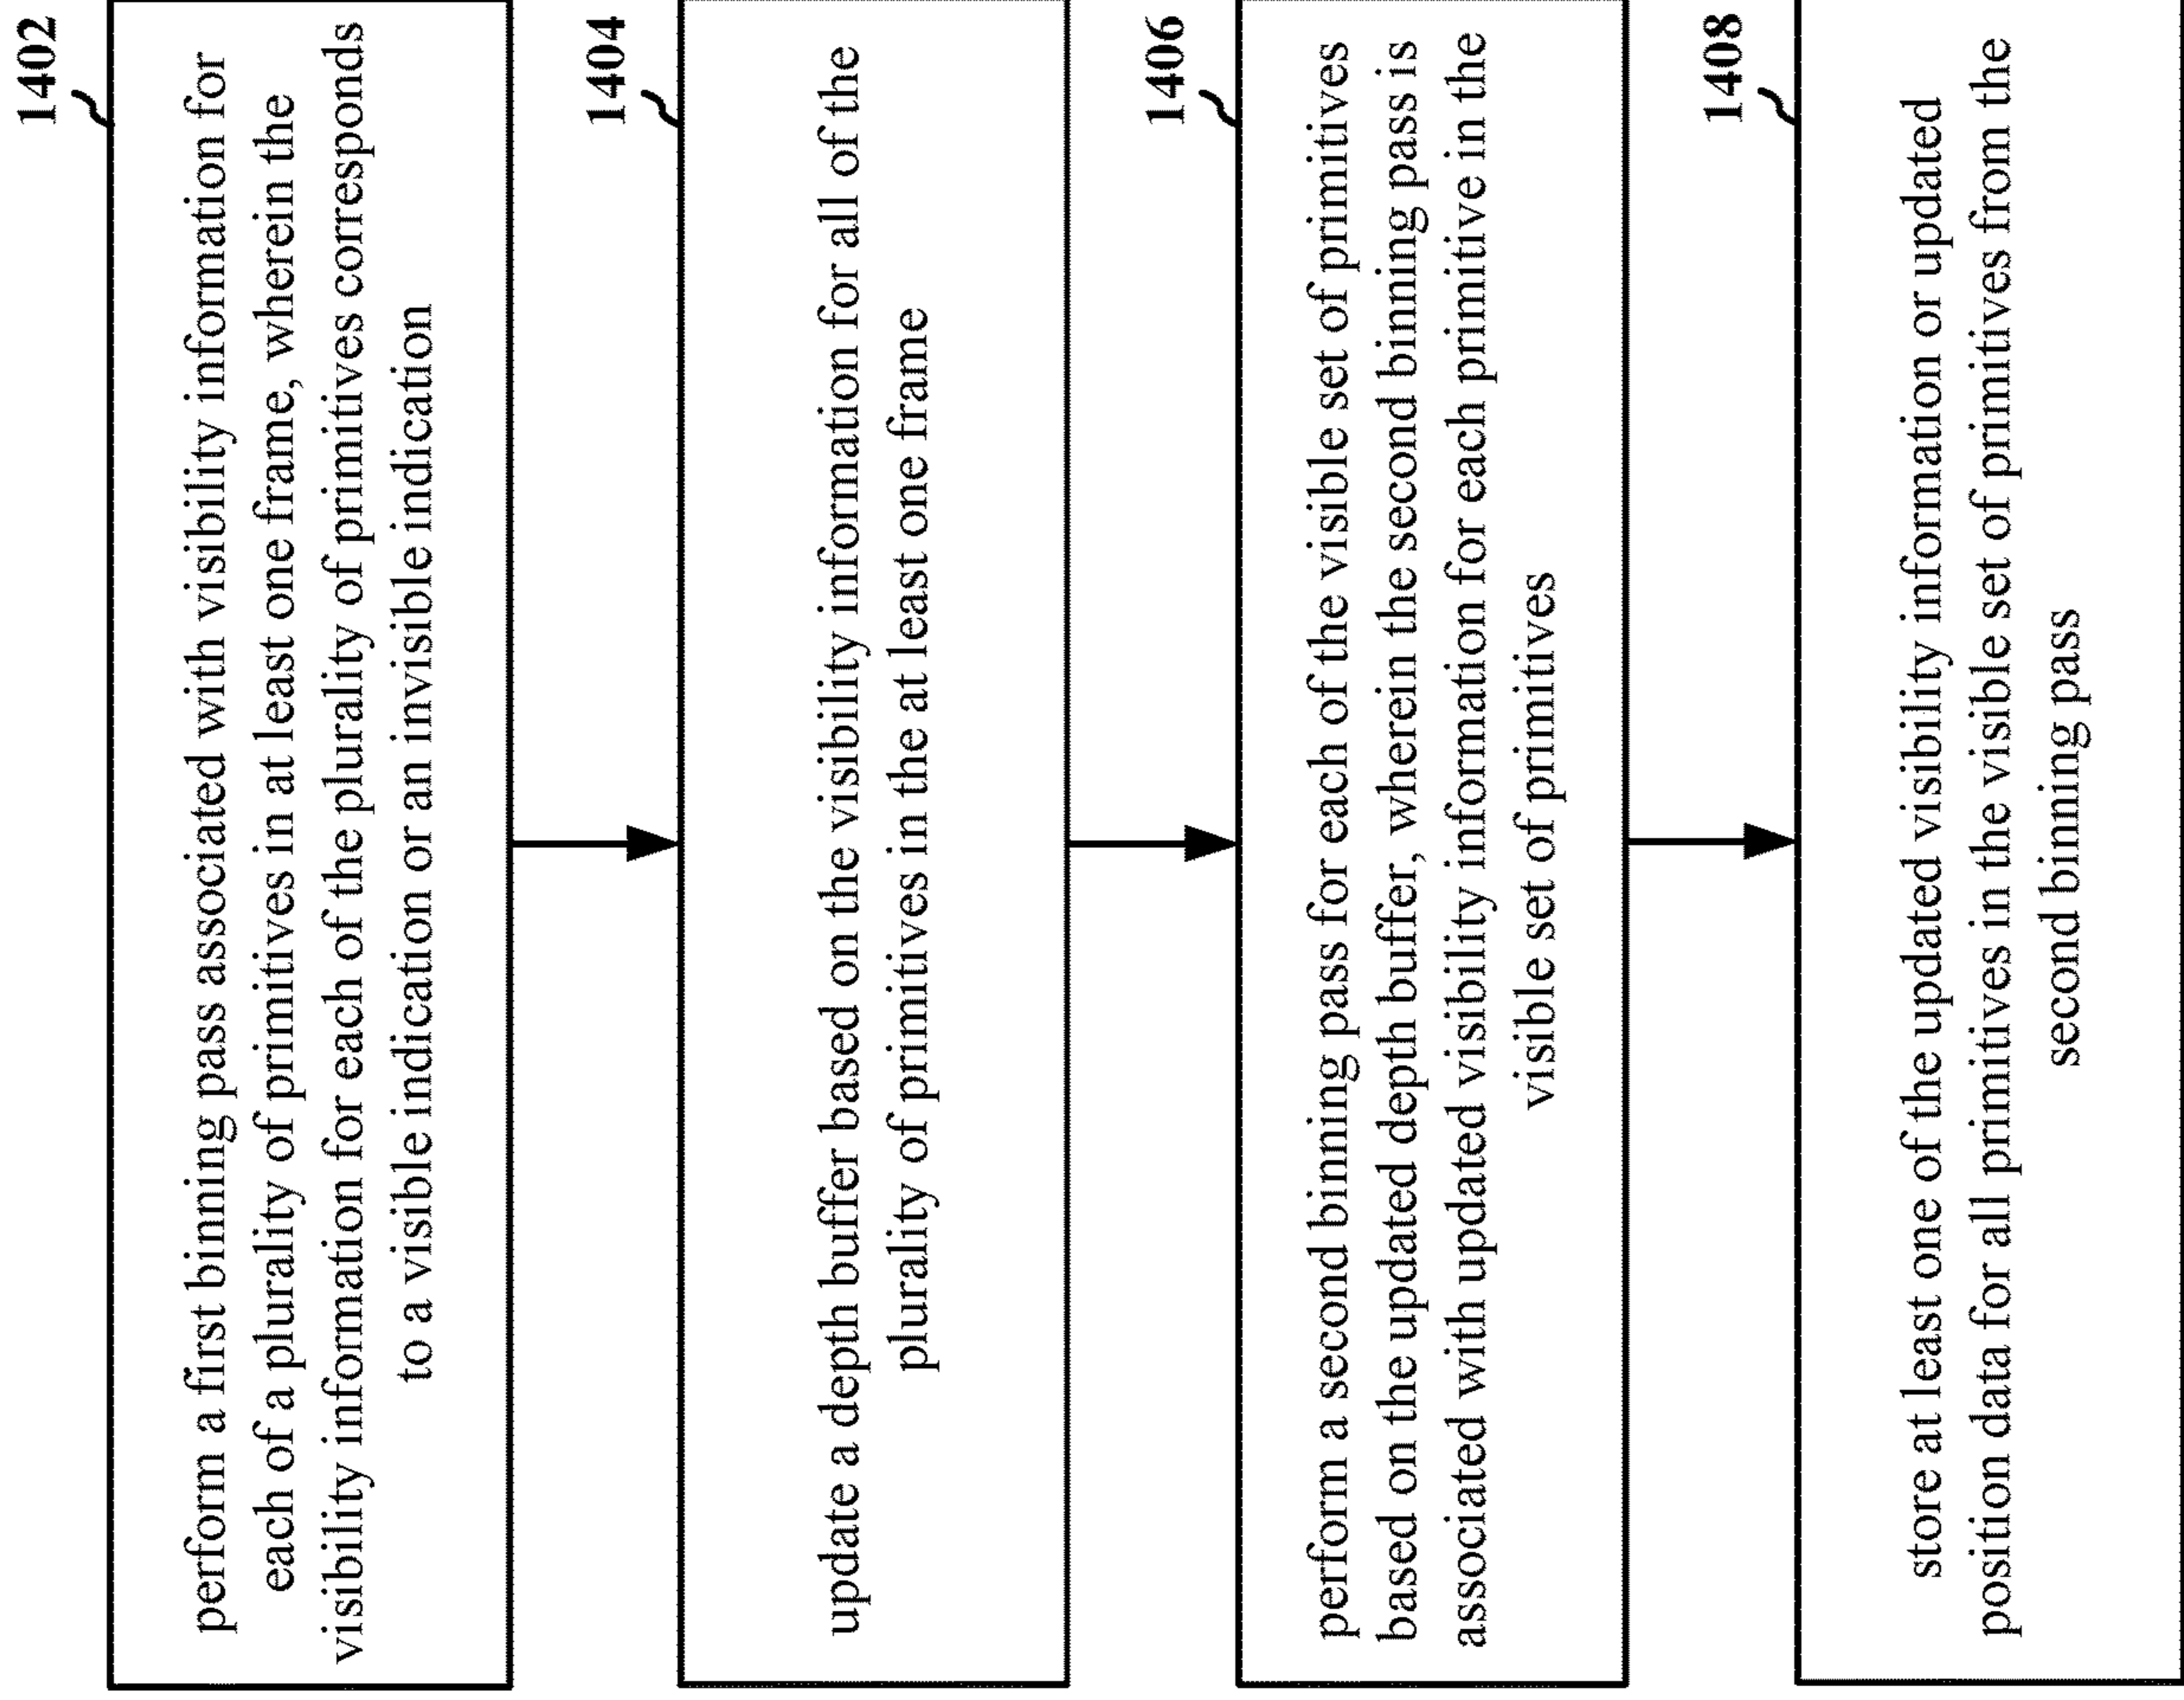 1402
perform a first binning pass associated with visibility information for
each of a plurality of primitives in at least one frame, wherein the
visibility information for each of the plurality of primitives corresponds
to a visible indication or an invisible indication
1404
update a depth buffer based on the visibility information for all of the
plurality of primitives in the at least one frame
1406
perform a second binning pass for each of the visible set of primitives
based on the updated depth buffer, wherein the second binning pass is
associated with updated visibility information for each primitive in the
visible set of primitives
1408
store at least one of the updated visibility information or updated
position data for all primitives in the visible set of primitives from the
second binning pass